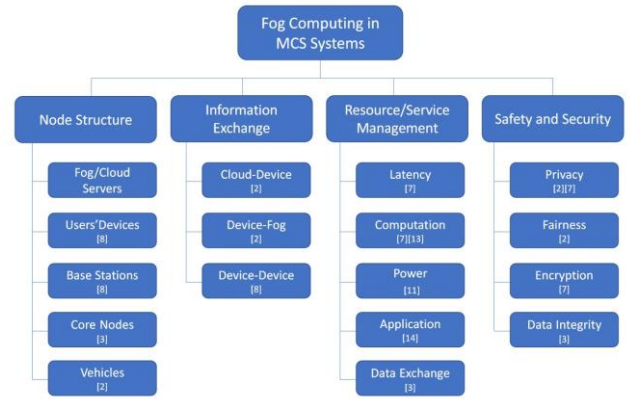 Fog Computing in
MCS Systems
Node Structure
Fog/Cloud
Servers
Users'Devices
[8]
Base Stations
[8]
Core Nodes
[3]
Vehicles
[2]
Information
Exchange
Cloud-Device
[2]
Device-Fog
[2]
Device-Device
[8]
Resource/Service
Management
Latency
[7]
Computation
[7][13]
Power
[11]
Application
[14]
Data Exchange
[3]
Safety and Security
Privacy
[2][7]
Fairness
[2]
Encryption
[7]
Data Integrity
[3]